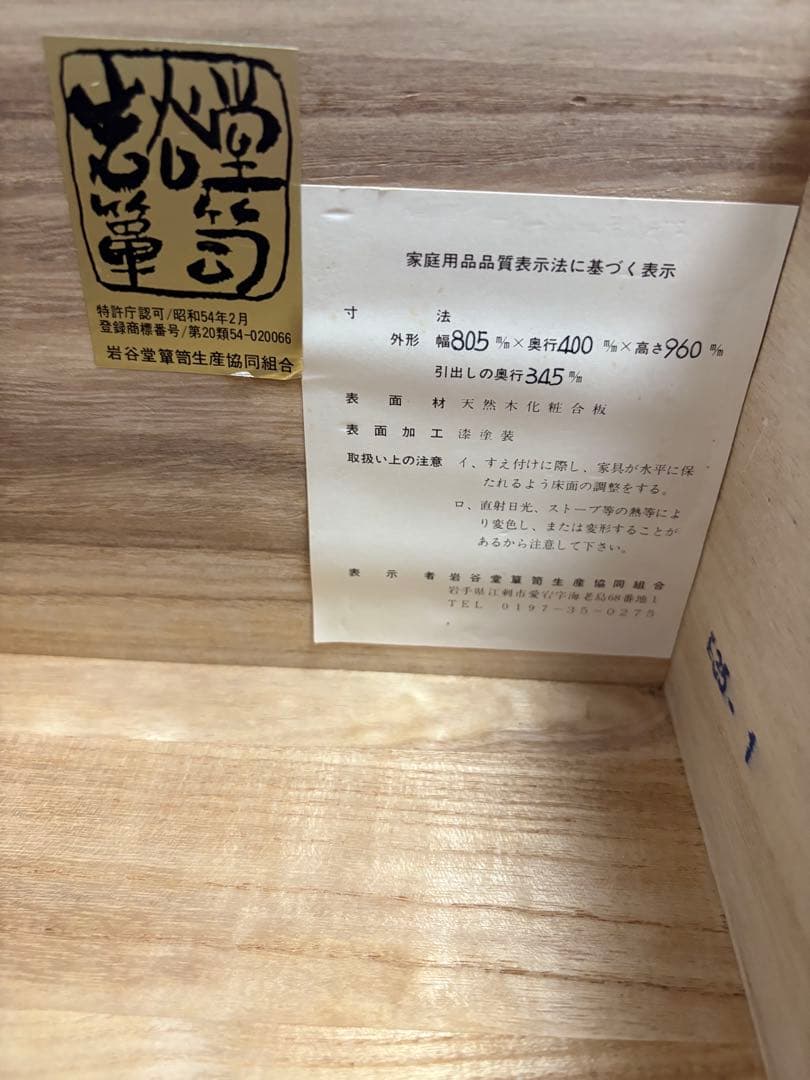 岩谷堂
簞笥
特許庁認可/昭和54年2月
登録商標番号/第20類54-020066
岩谷堂簞笥生産協同組合
家庭用品品質表示法に基づく表示
寸法
外形 幅805m/m×奥行400m/m×高さ960m/m
引出しの奥行345m/m
表面材 天然木化粧合板
表面加工 漆塗装
取扱い上の注意 イ、すえ付けに際し、家具が水平に保
たれるよう床面の調整をする。
ロ、直射日光、ストーブ等の熱等によ
り変色し、または変形することが
あるから注意して下さい。
表示者 岩谷堂簞笥生産協同組合
岩手県江刺市愛宕字海老島68番地1
TEL 0197-35-0275
35-1